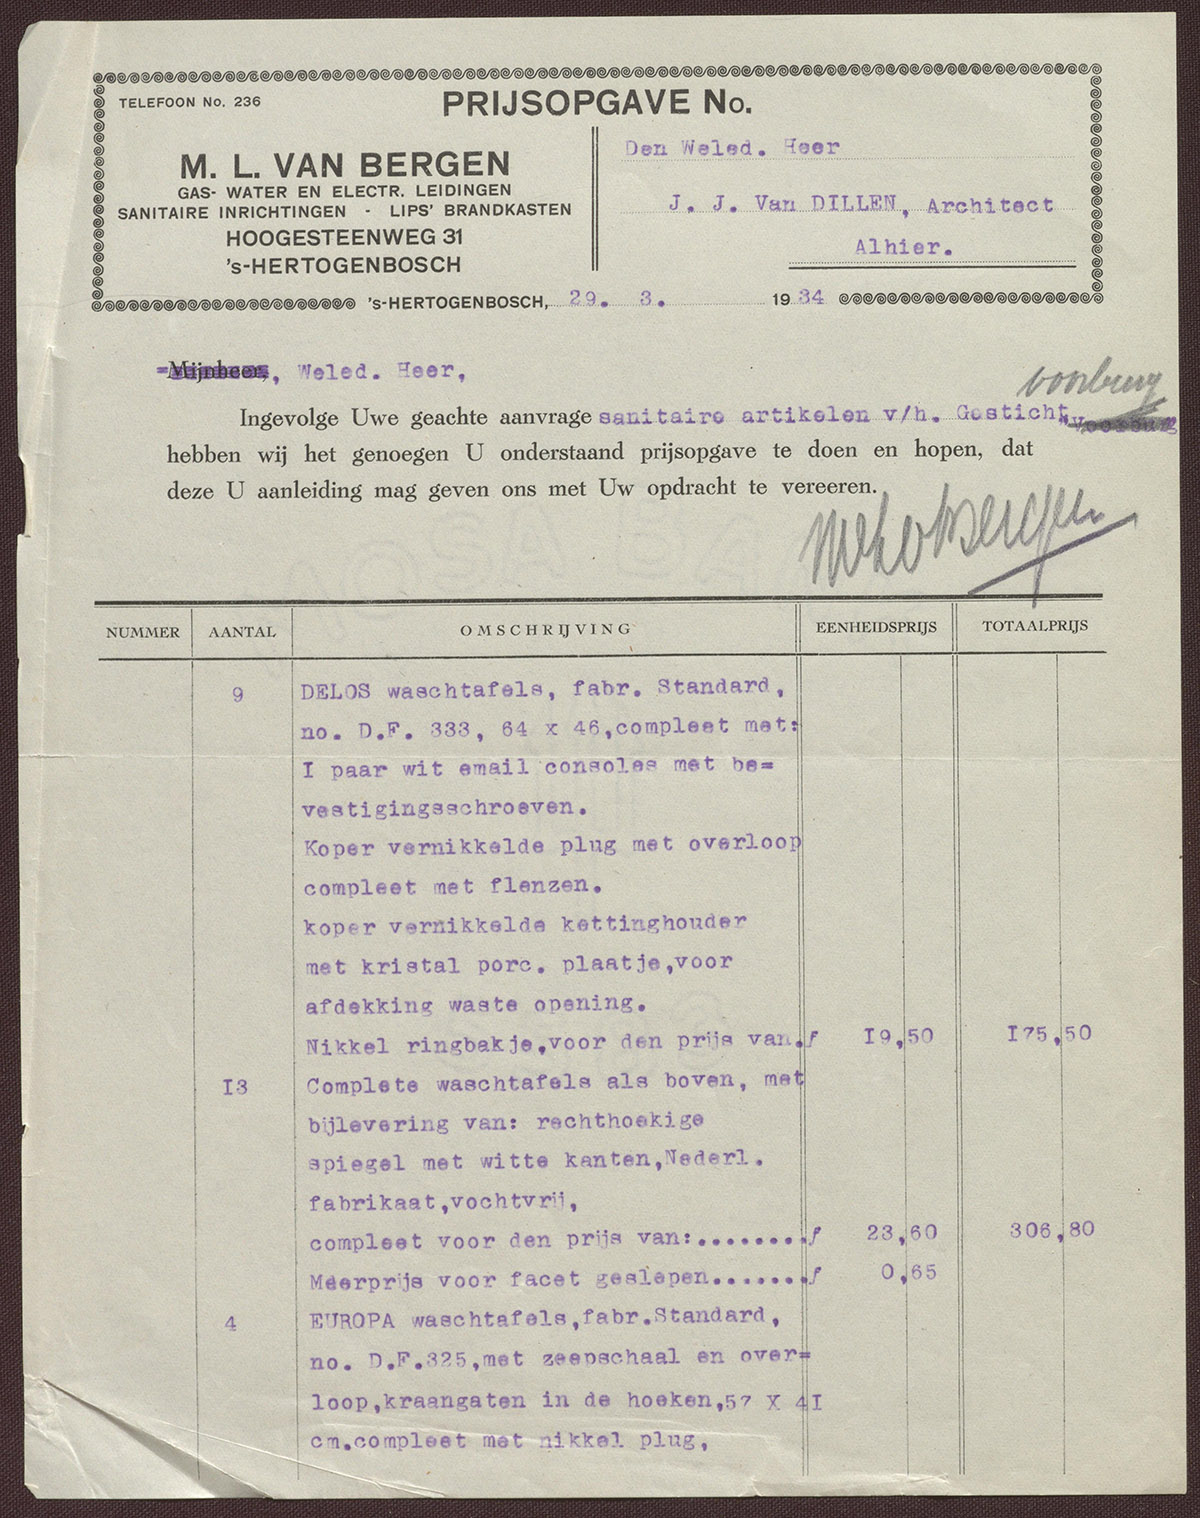 TELEFOON No. 236
PRIJSOPGAVE No.
M. L. VAN BERGEN
GAS- WATER EN ELECTR. LEIDINGEN
SANITAIRE INRICHTINGEN - LIPS' BRANDKASTEN
HOOGESTEENWEG 31
's-HERTOGENBOSCH
Den Weled. Heer
J. J. Van DILLEN, Architect
Alhier.
's-HERTOGENBOSCH, 29. 3. 1934
Mijnheer, , Weled. Heer,
voorburg
Ingevolge Uwe geachte aanvrage sanitaire artikelen v/h. Gesticht "Voorburg
hebben wij het genoegen U onderstaand prijsopgave te doen en hopen, dat
deze U aanleiding mag geven ons met Uw opdracht te vereeren.
MLvBergen
NUMMER AANTAL OMSCHRIJVING EENHEIDSPRIJS TOTAALPRIJS
9 DELOS waschtafels, fabr. Standard,
no. D.F. 333, 64 x 46,compleet met:
I paar wit email consoles met be=
vestigingsschroeven.
Koper vernikkelde plug met overloop
compleet met flenzen.
koper vernikkelde kettinghouder
met kristal porc. plaatje,voor
afdekking waste opening.
Nikkel ringbakje,voor den prijs van.f I9,50 I75,50
I3 Complete waschtafels als boven, met
bijlevering van: rechthoekige
spiegel met witte kanten,Nederl.
fabrikaat,vochtvrij,
compleet voor den prijs van:........f 23,60 306,80
Meerprijs voor facet geslepen.......f 0,65
4 EUROPA waschtafels,fabr.Standard,
no. D.F.325,met zeepschaal en over=
loop,kraangaten in de hoeken,57 X 4I
cm.compleet met nikkel plug,